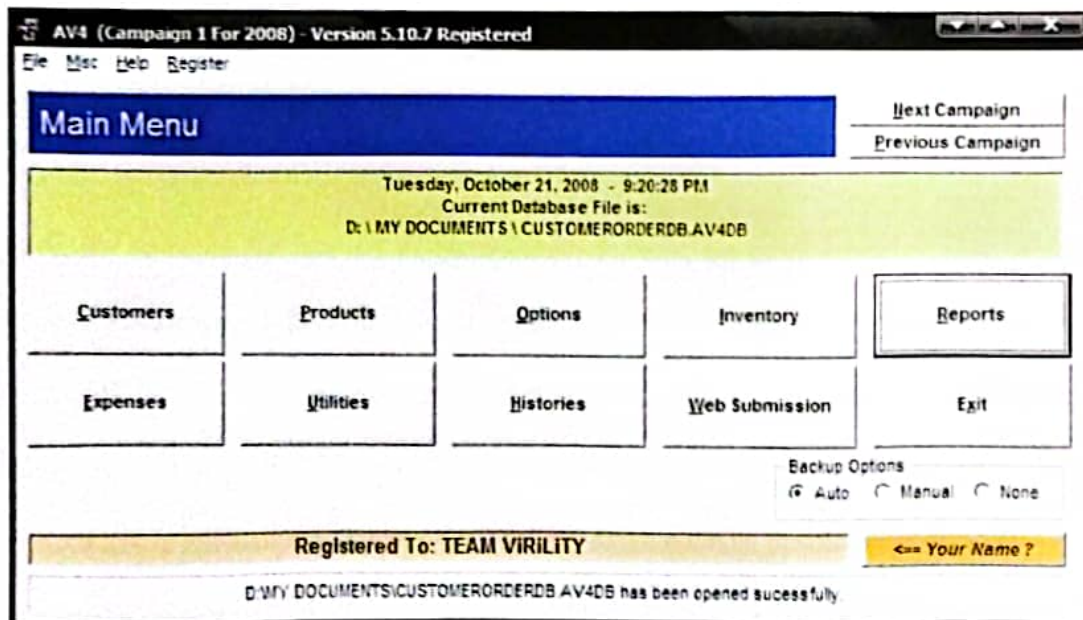 AV4 (Campaign 1 For 2008) - Version 5.10.7 Registered
File Misc Help Register
Main Menu
Next Campaign
Previous Campaign
Tuesday, October 21, 2008 - 9:20:28 PM
Current Database File is:
D: \ MY DOCUMENTS \ CUSTOMERORDERDB.AV4DB
Customers Products Options Inventory Reports
Expenses Utilities Histories Web Submission Exit
Backup Options
Auto Manual None
Registered To: TEAM ViRiLiTY
<== Your Name ?
D:\MY DOCUMENTS\CUSTOMERORDERDB.AV4DB has been opened sucessfully.